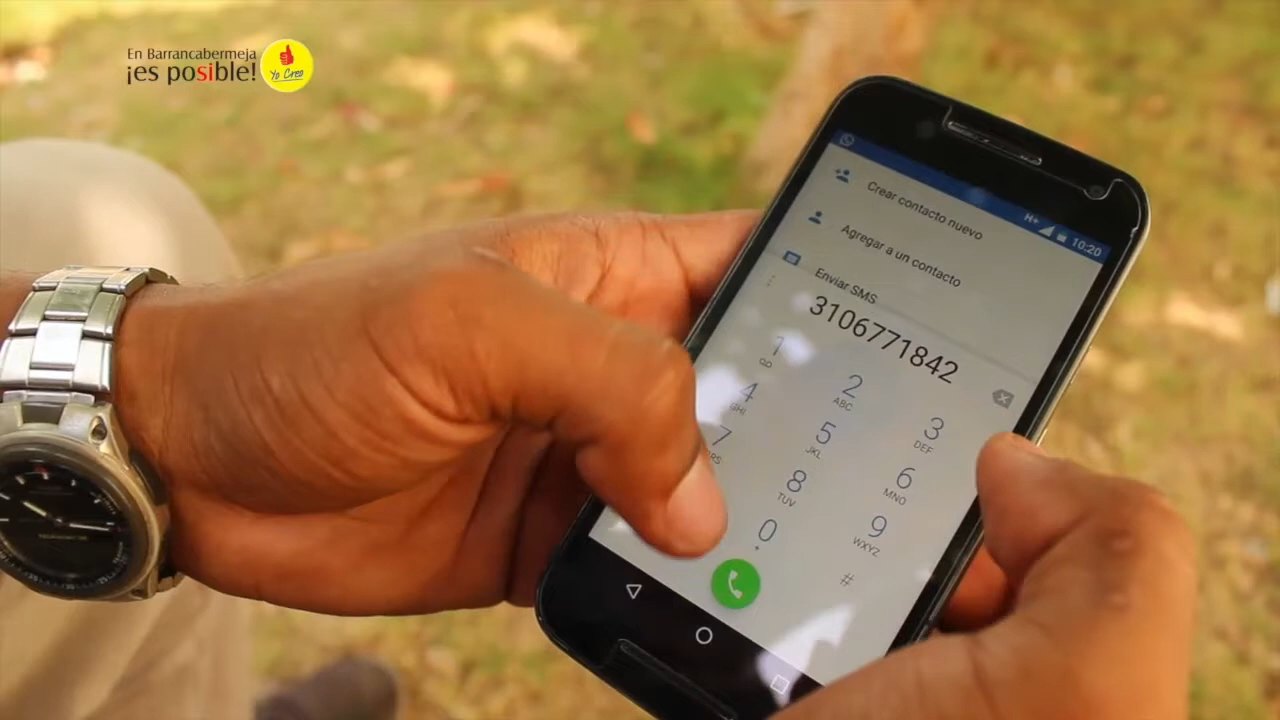 En Barrancabermeja
¡es posible!
Yo Creo
H+ 10:20
Crear contacto nuevo
Agregar a un contacto
Enviar SMS
3106771842
1 2 ABC 3 DEF
4 GHI 5 JKL 6 MNO
7 8 TUV 9 WXYZ
0 + #